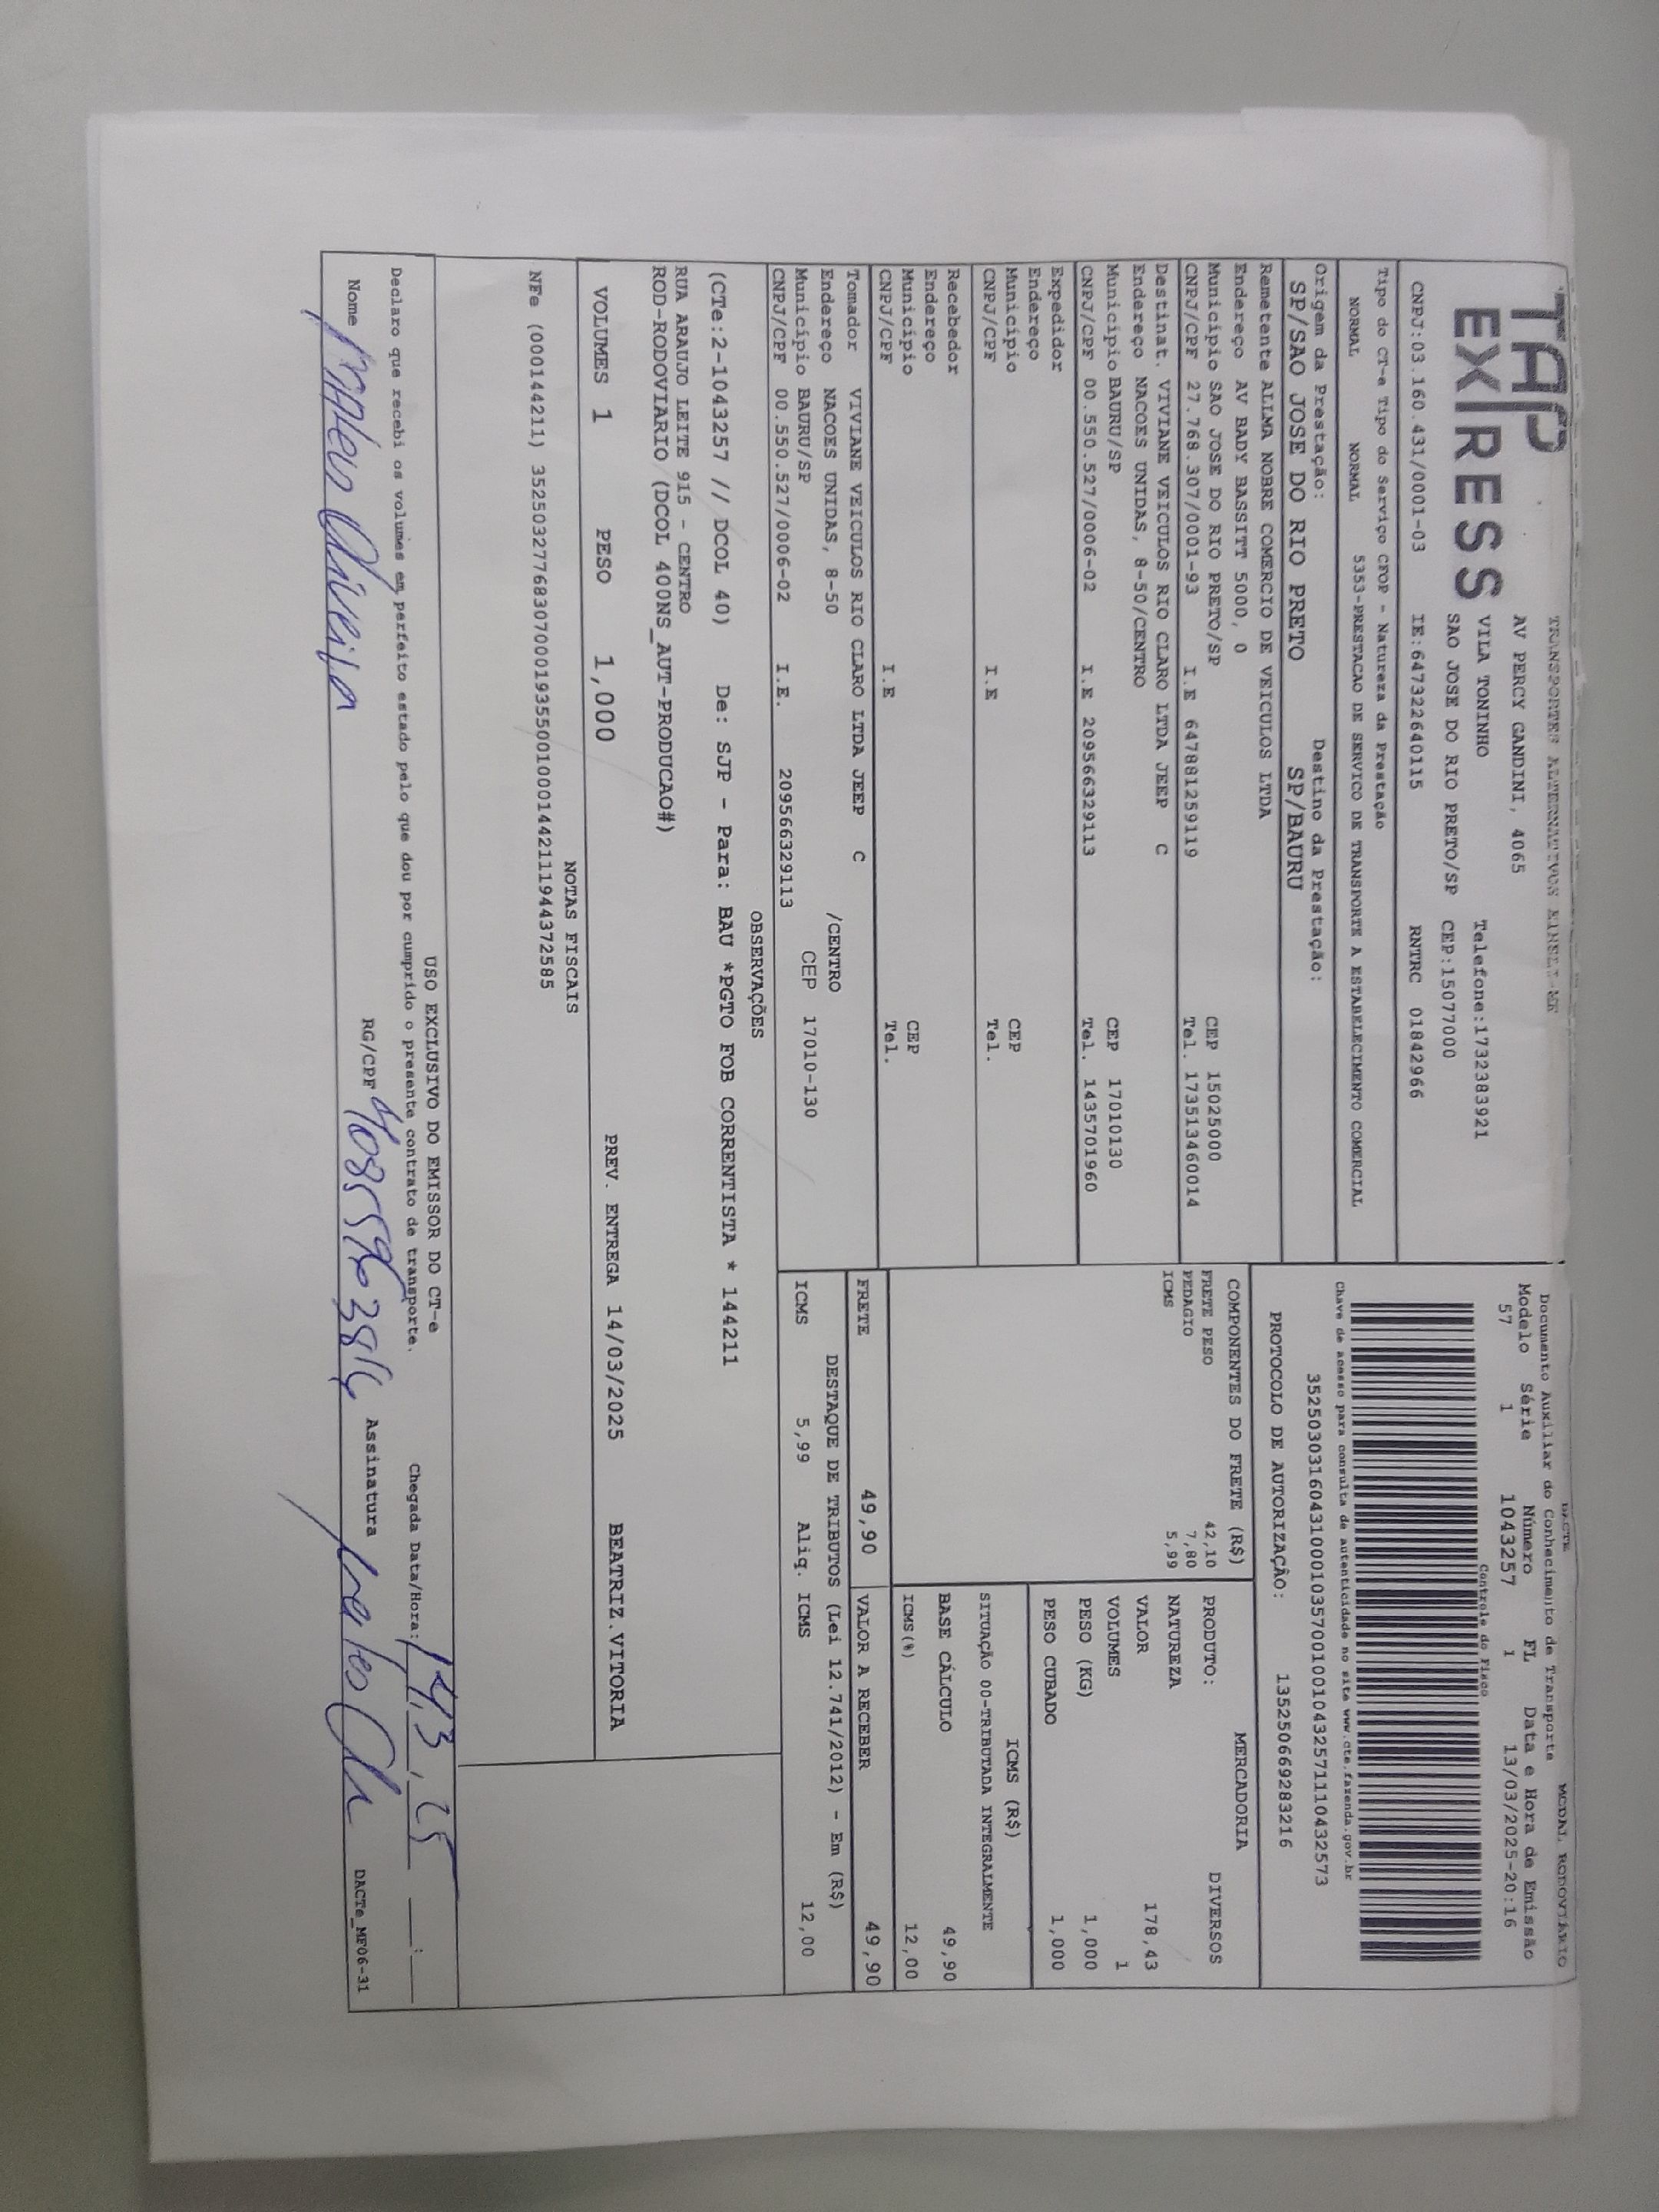 TRANSPORTES ALTERNATIVOS
DACTE
MODAL RODOVIÁRIO
TAP
EXPRESS
AV PERCY GANDINI, 4065
VILA TONINHO
Telefone:1732383921
SAO JOSE DO RIO PRETO/SP CEP:15077000
CNPJ:03.160.431/0001-03 IE:647322640115 RNTRC 01842966
Documento Auxiliar do Conhecimento de Transporte
Modelo Série Número FL Data e Hora de Emissão
57 1 1043257 1 13/03/2025-20:16
Controle do Fisco
Tipo do CT-e Tipo do Serviço CFOP - Natureza da Prestação
NORMAL NORMAL 5353-PRESTACAO DE SERVICO DE TRANSPORTE A ESTABELECIMENTO COMERCIAL
Chave de acesso para consulta de autenticidade no site www.cte.fazenda.gov.br
35250303160431000103570010010432571110432573
Origem da Prestação: Destino da Prestação:
SP/SAO JOSE DO RIO PRETO SP/BAURU
PROTOCOLO DE AUTORIZAÇÃO: 135250669283216
Remetente ALLMA NOBRE COMERCIO DE VEICULOS LTDA
Endereço AV BADY BASSITT 5000, 0
Município SAO JOSE DO RIO PRETO/SP CEP 15025000
CNPJ/CPF 27.768.307/0001-93 I.E 647881259119 Tel. 173513460014
Destinat. VIVIANE VEICULOS RIO CLARO LTDA JEEP C
Endereço NACOES UNIDAS, 8-50/CENTRO
Município BAURU/SP CEP 17010130
CNPJ/CPF 00.550.527/0006-02 I.E 209566329113 Tel. 1435701960
Expedidor
Endereço
Município CEP
CNPJ/CPF I.E Tel.
Recebedor
Endereço
Município CEP
CNPJ/CPF I.E Tel.
Tomador VIVIANE VEICULOS RIO CLARO LTDA JEEP C
Endereço NACOES UNIDAS, 8-50 /CENTRO
Município BAURU/SP CEP 17010-130
CNPJ/CPF 00.550.527/0006-02 I.E. 209566329113
COMPONENTES DO FRETE (R$)
FRETE PESO 42,10
PEDAGIO 7,80
ICMS 5,99
MERCADORIA
PRODUTO: DIVERSOS
NATUREZA
VALOR 178,43
VOLUMES 1
PESO (KG) 1,000
PESO CUBADO 1,000
ICMS (R$)
SITUAÇÃO 00-TRIBUTADA INTEGRALMENTE
BASE CÁLCULO 49,90
ICMS(%) 12,00
FRETE 49,90 VALOR A RECEBER 49,90
DESTAQUE DE TRIBUTOS (Lei 12.741/2012) - Em (R$)
ICMS 5,99 Aliq. ICMS 12,00
OBSERVAÇÕES
(CTe:2-1043257 // DCOL 40) De: SJP - Para: BAU *PGTO FOB CORRENTISTA * 144211
RUA ARAUJO LEITE 915 - CENTRO
ROD-RODOVIARIO (DCOL 400NS_AUT-PRODUCAO#)
VOLUMES 1 PESO 1,000 PREV. ENTREGA 14/03/2025 BEATRIZ.VITORIA
NOTAS FISCAIS
NFe (000144211) 35250327768307000193550010001442111944372585
USO EXCLUSIVO DO EMISSOR DO CT-e
Declaro que recebi os volumes em perfeito estado pelo que dou por cumprido o presente contrato de transporte. Chegada Data/Hora:
Nome RG/CPF Assinatura
DACTe_MF06-31